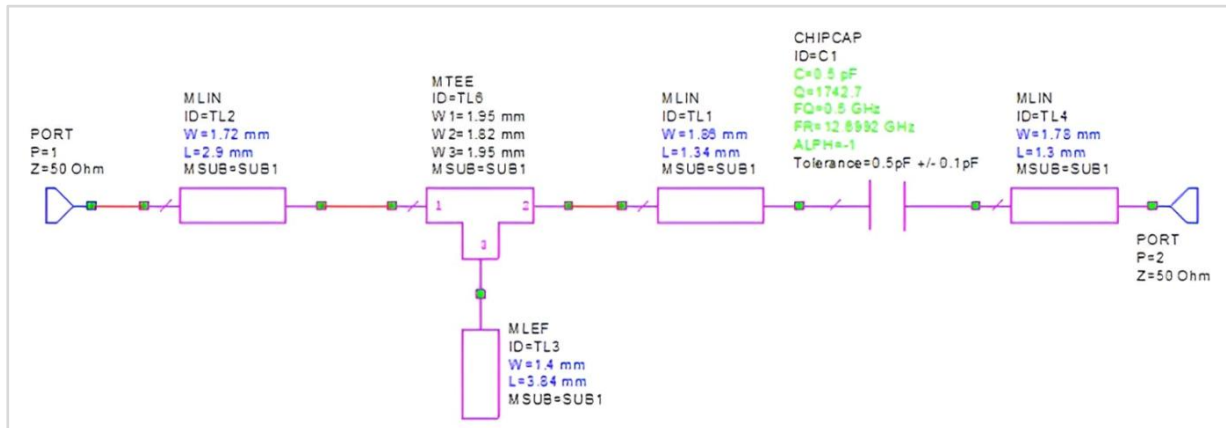 PORT
P=1
Z=50 Ohm
MLIN
ID=TL2
W=1.72 mm
L=2.9 mm
MSUB=SUB1
MTEE
ID=TL6
W1=1.95 mm
W2=1.82 mm
W3=1.95 mm
MSUB=SUB1
1
2
3
MLEF
ID=TL3
W=1.4 mm
L=3.84 mm
MSUB=SUB1
MLIN
ID=TL1
W=1.86 mm
L=1.34 mm
MSUB=SUB1
CHIPCAP
ID=C1
C=0.5 pF
Q=1742.7
FQ=0.5 GHz
FR=12.6992 GHz
ALPH=-1
Tolerance=0.5pF +/- 0.1pF
MLIN
ID=TL4
W=1.78 mm
L=1.3 mm
MSUB=SUB1
PORT
P=2
Z=50 Ohm